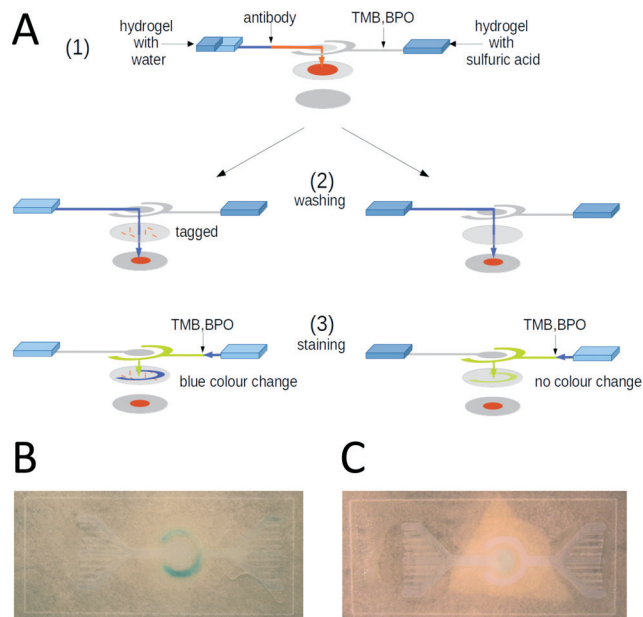 A
(1)
hydrogel
with
water
antibody
TMB,BPO
hydrogel
with
sulfuric acid
(2)
washing
tagged
TMB,BPO
(3)
staining
TMB,BPO
blue colour change
no colour change
B
C